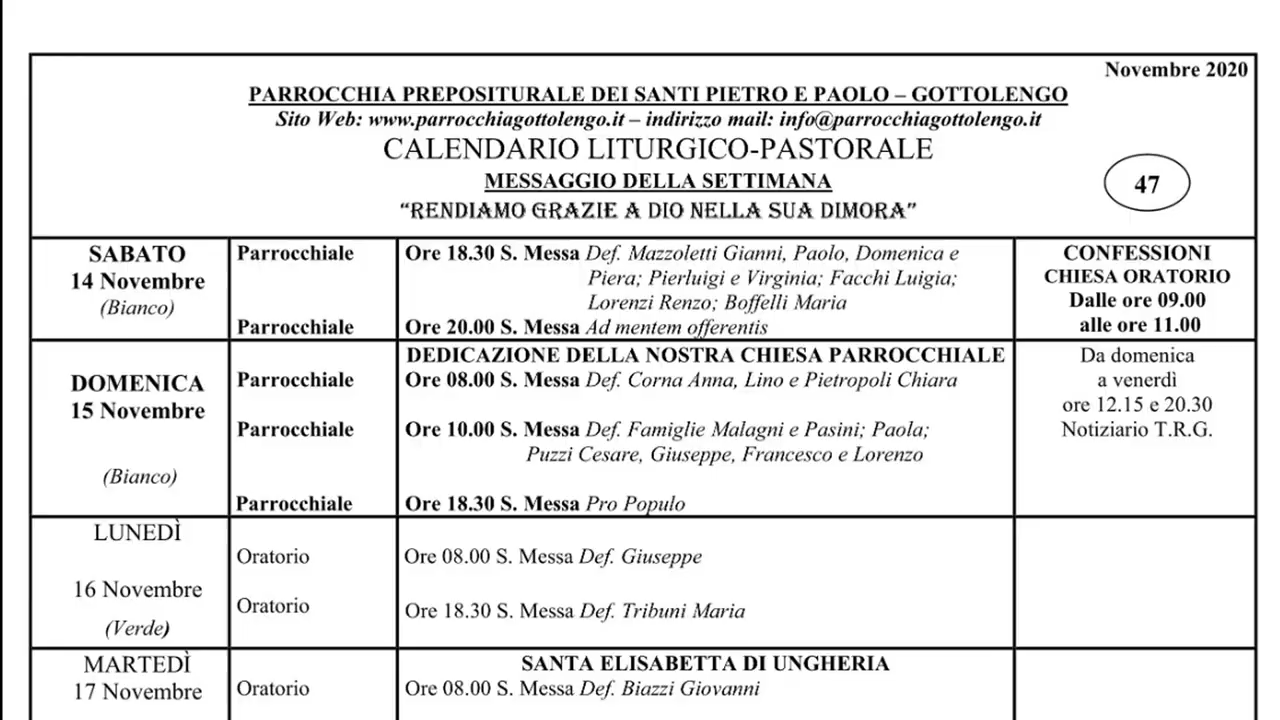 Novembre 2020
PARROCCHIA PREPOSITURALE DEI SANTI PIETRO E PAOLO – GOTTOLENGO
Sito Web: www.parrocchiagottolengo.it – indirizzo mail: info@parrocchiagottolengo.it
CALENDARIO LITURGICO-PASTORALE
MESSAGGIO DELLA SETTIMANA
47
“RENDIAMO GRAZIE A DIO NELLA SUA DIMORA”
SABATO
14 Novembre
(Bianco)
Parrocchiale
Parrocchiale
Ore 18.30 S. Messa Def. Mazzoletti Gianni, Paolo, Domenica e
Piera; Pierluigi e Virginia; Facchi Luigia;
Lorenzi Renzo; Boffelli Maria
Ore 20.00 S. Messa Ad mentem offerentis
CONFESSIONI
CHIESA ORATORIO
Dalle ore 09.00
alle ore 11.00
DOMENICA
15 Novembre
(Bianco)
Parrocchiale
Parrocchiale
Parrocchiale
DEDICAZIONE DELLA NOSTRA CHIESA PARROCCHIALE
Ore 08.00 S. Messa Def. Corna Anna, Lino e Pietropoli Chiara
Ore 10.00 S. Messa Def. Famiglie Malagni e Pasini; Paola;
Puzzi Cesare, Giuseppe, Francesco e Lorenzo
Ore 18.30 S. Messa Pro Populo
Da domenica
a venerdì
ore 12.15 e 20.30
Notiziario T.R.G.
LUNEDÌ
16 Novembre
(Verde)
Oratorio
Oratorio
Ore 08.00 S. Messa Def. Giuseppe
Ore 18.30 S. Messa Def. Tribuni Maria
MARTEDÌ
17 Novembre
Oratorio
SANTA ELISABETTA DI UNGHERIA
Ore 08.00 S. Messa Def. Biazzi Giovanni